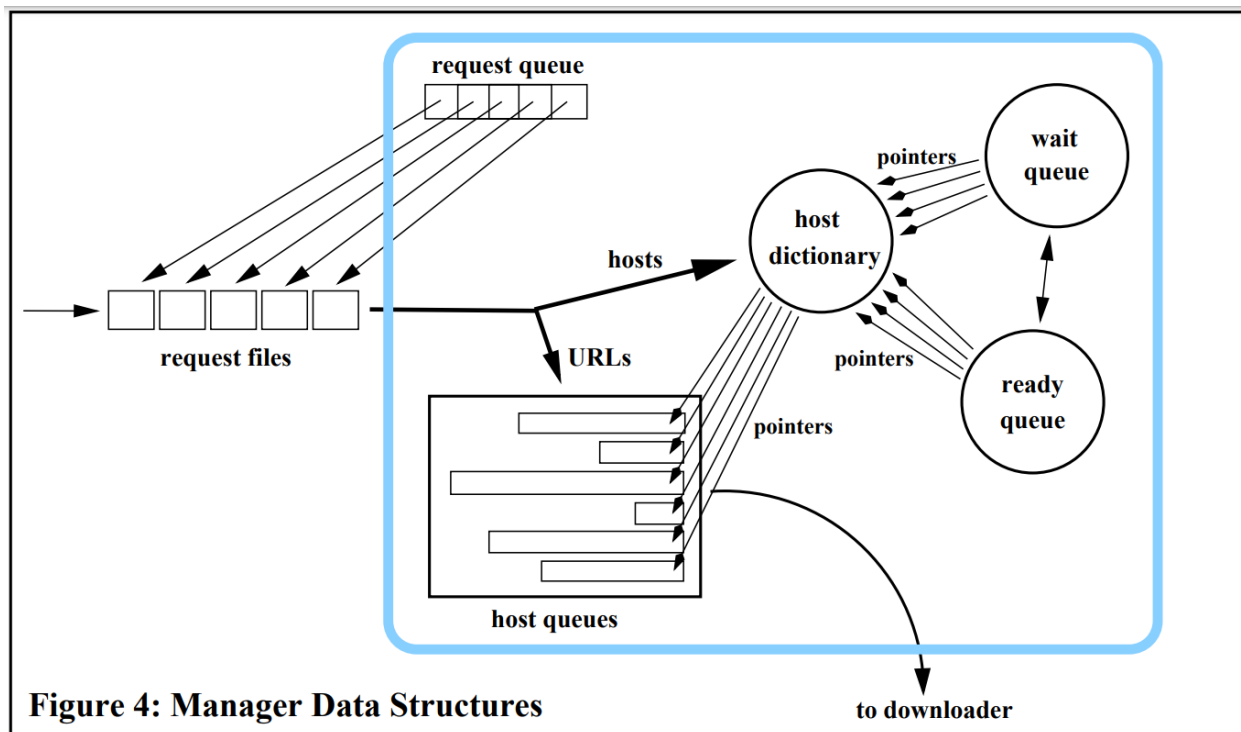 request queue
wait
queue
pointers
host
dictionary
hosts
request files
URLs
pointers
ready
queue
pointers
host queues
Figure 4: Manager Data Structures
to downloader